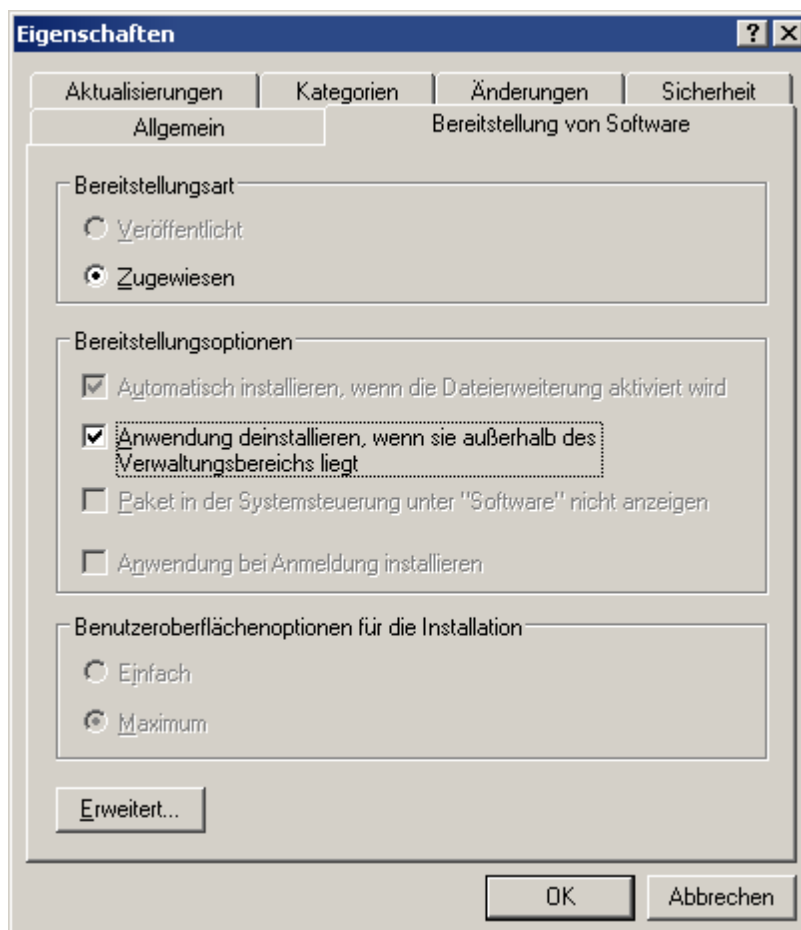 Eigenschaften
Aktualisierungen
Kategorien
Änderungen
Sicherheit
Allgemein
Bereitstellung von Software
Bereitstellungsart
Veröffentlicht
Zugewiesen
Bereitstellungsoptionen
Automatisch installieren, wenn die Dateierweiterung aktiviert wird
Anwendung deinstallieren, wenn sie außerhalb des
Verwaltungsbereichs liegt
Paket in der Systemsteuerung unter "Software" nicht anzeigen
Anwendung bei Anmeldung installieren
Benutzeroberflächenoptionen für die Installation
Einfach
Maximum
Erweitert...
OK
Abbrechen